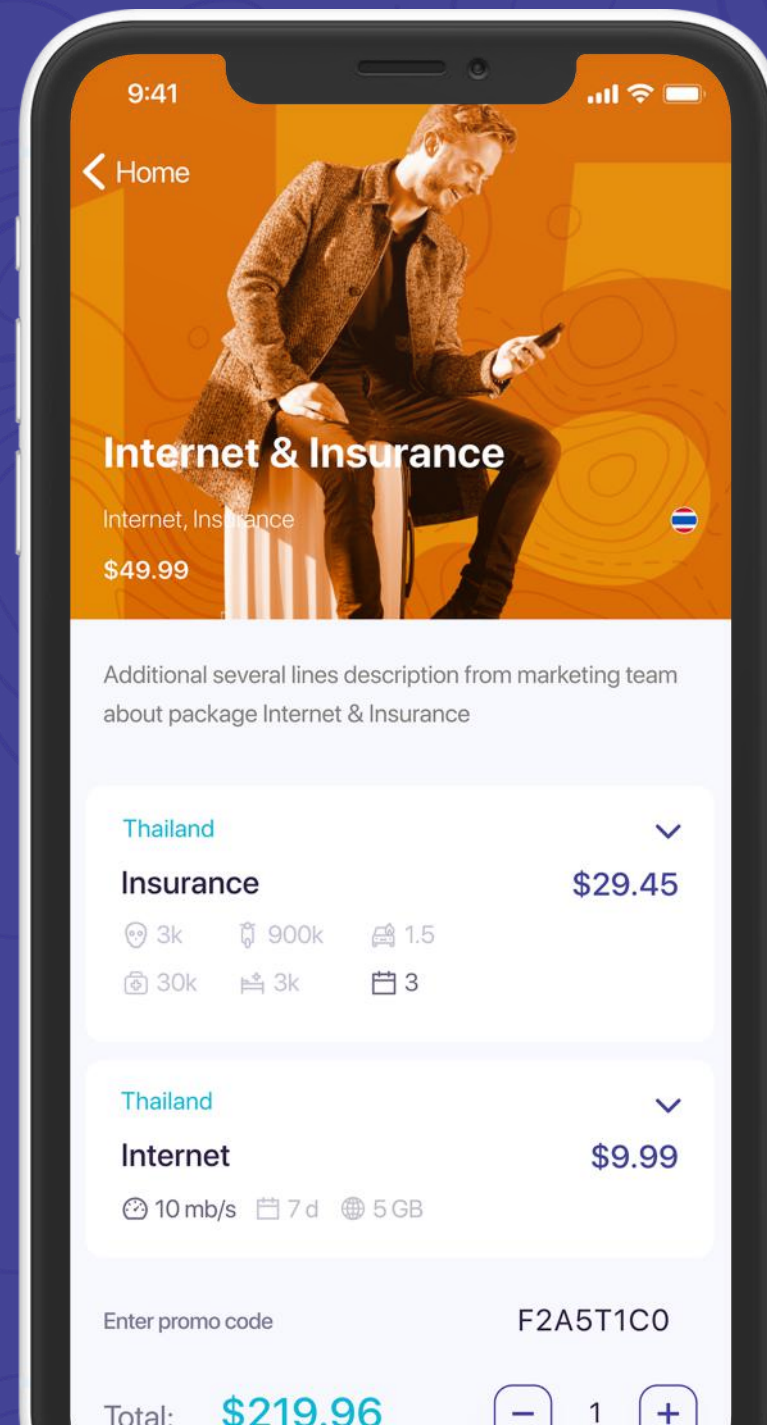 9:41
Home
Internet & Insurance
Internet, Insurance
$49.99
Additional several lines description from marketing team
about package Internet & Insurance
Thailand
Insurance
$29.45
3k 900k 1.5
30k 3k 3
Thailand
Internet
$9.99
10 mb/s 7 d 5 GB
Enter promo code F2A5T1C0
Total: $219.96 − 1 +